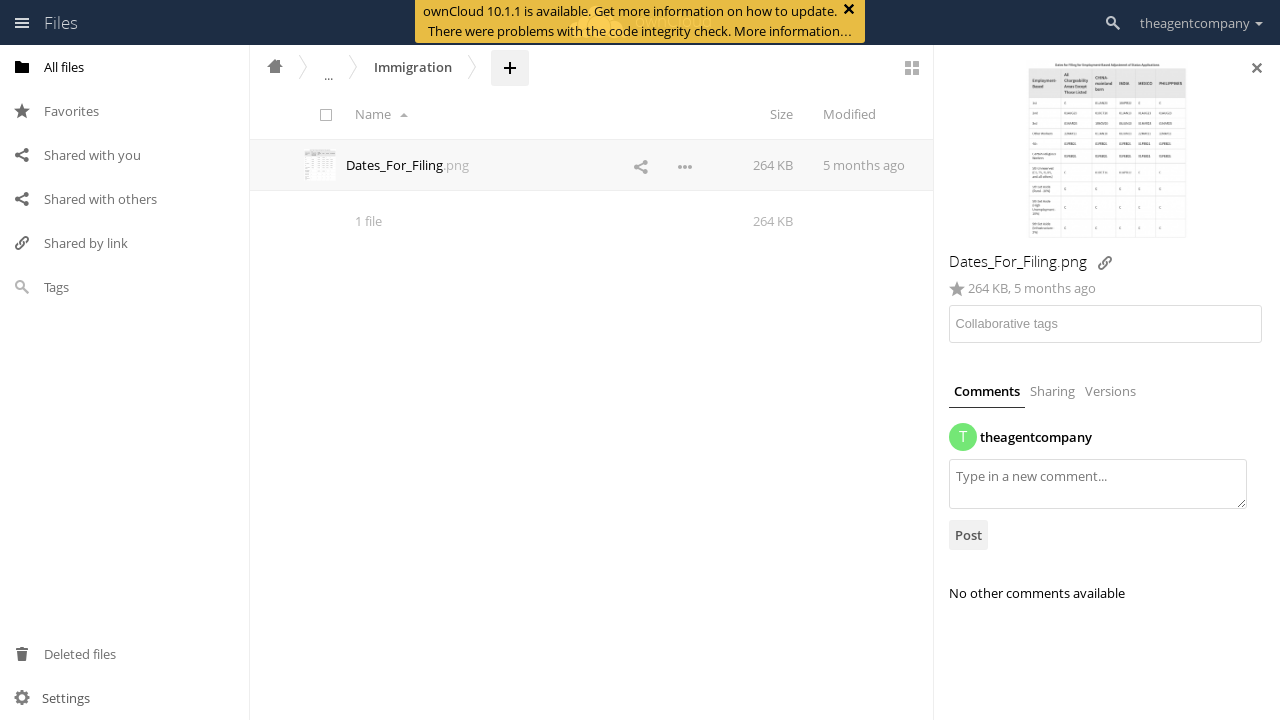 Files
ownCloud 10.1.1 is available. Get more information on how to update.
There were problems with the code integrity check. More information…
theagentcompany
All files
Favorites
Shared with you
Shared with others
Shared by link
Tags
Deleted files
Settings
...
Immigration
Name
Size
Modified
Dates_For_Filing.png
264 KB
5 months ago
1 file
264 KB
Dates_For_Filing.png
264 KB, 5 months ago
Collaborative tags
Comments
Sharing
Versions
T
theagentcompany
Type in a new comment...
Post
No other comments available